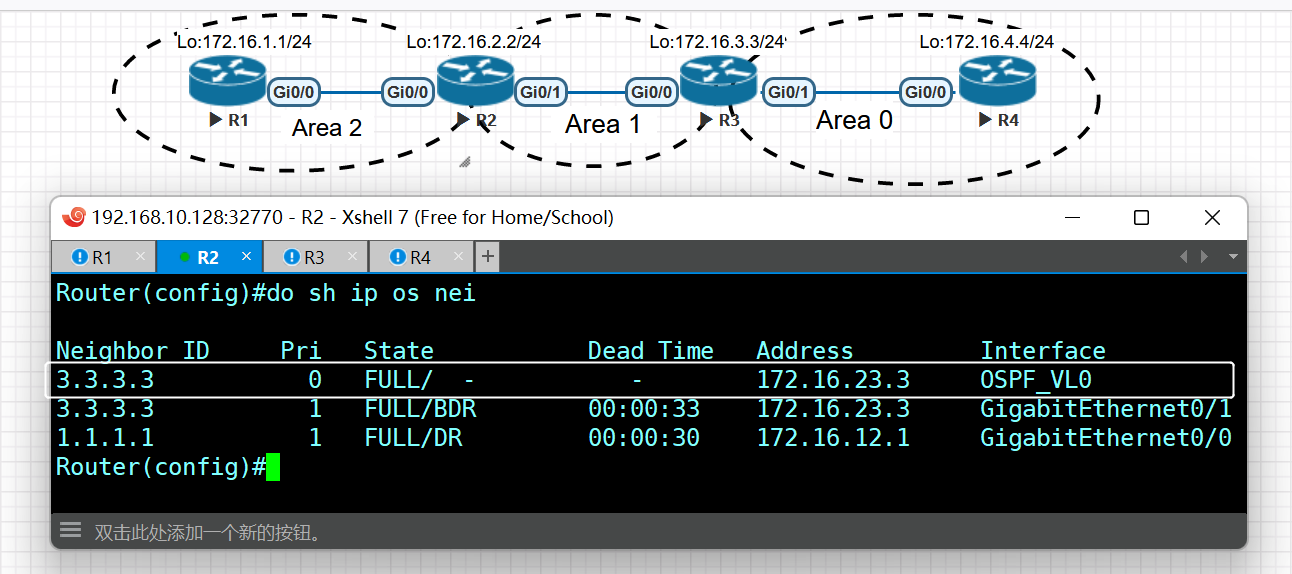 Lo:172.16.1.1/24 Lo:172.16.2.2/24 Lo:172.16.3.3/24 Lo:172.16.4.4/24
Gi0/0 Gi0/0 Gi0/1 Gi0/0 Gi0/1 Gi0/0
R1 Area 2 R2 Area 1 R3 Area 0 R4
192.168.10.128:32770 - R2 - Xshell 7 (Free for Home/School)
R1 R2 R3 R4
Router(config)#do sh ip os nei
Neighbor ID Pri State Dead Time Address Interface
3.3.3.3 0 FULL/ - - 172.16.23.3 OSPF_VL0
3.3.3.3 1 FULL/BDR 00:00:33 172.16.23.3 GigabitEthernet0/1
1.1.1.1 1 FULL/DR 00:00:30 172.16.12.1 GigabitEthernet0/0
Router(config)#
双击此处添加一个新的按钮。